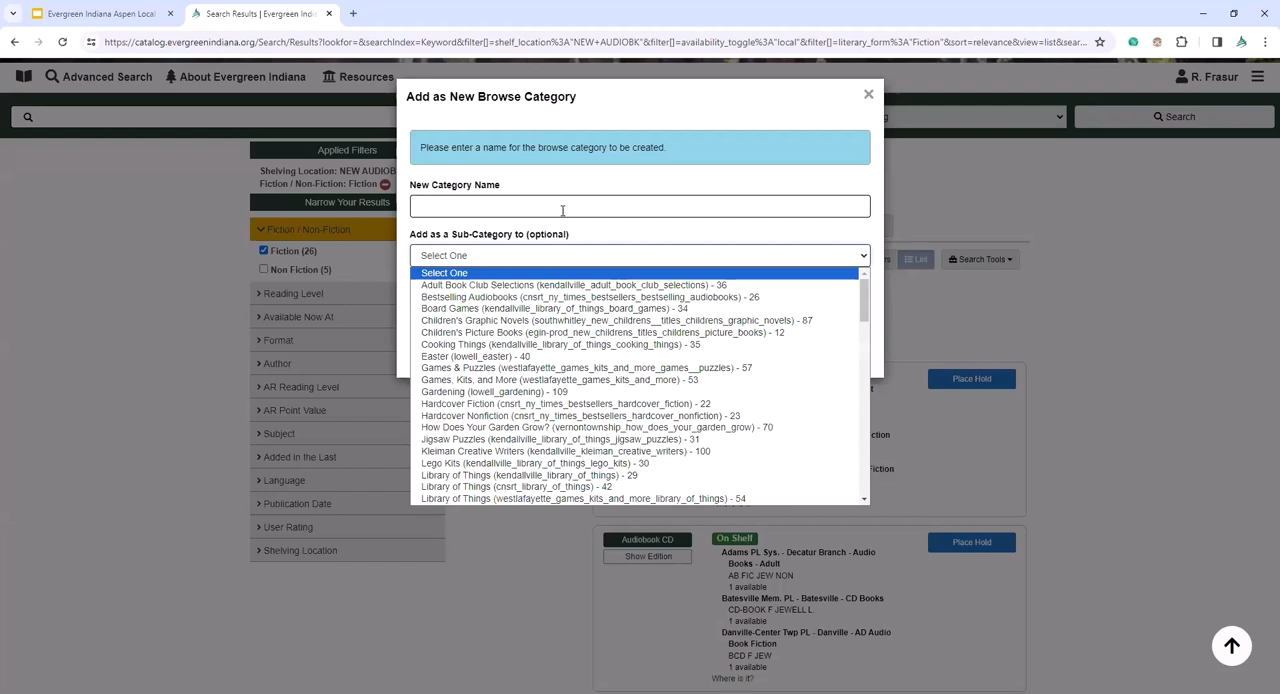 Evergreen Indiana Aspen Local
Search Results | Evergreen Indi
https://catalog.evergreenindiana.org/Search/Results?lookfor=&searchIndex=Keyword&filter[]=shelf_location%3A"NEW+AUDIOBK"&filter[]=availability_toggle%3A"local"&filter[]=literary_form%3A"Fiction"&sort=relevance&view=list&sear...
Advanced Search
About Evergreen Indiana
Resources
R. Frasur
Search
Add as New Browse Category
Please enter a name for the browse category to be created.
New Category Name
Add as a Sub-Category to (optional)
Select One
Select One
Adult Book Club Selections (kendallville_adult_book_club_selections) - 36
Bestselling Audiobooks (cnsrt_ny_times_bestsellers_bestselling_audiobooks) - 26
Board Games (kendallville_library_of_things_board_games) - 34
Children's Graphic Novels (southwhitley_new_childrens__titles_childrens_graphic_novels) - 87
Children's Picture Books (egin-prod_new_childrens_titles_childrens_picture_books) - 12
Cooking Things (kendallville_library_of_things_cooking_things) - 35
Easter (lowell_easter) - 40
Games & Puzzles (westlafayette_games_kits_and_more_games__puzzles) - 57
Games, Kits, and More (westlafayette_games_kits_and_more) - 53
Gardening (lowell_gardening) - 109
Hardcover Fiction (cnsrt_ny_times_bestsellers_hardcover_fiction) - 22
Hardcover Nonfiction (cnsrt_ny_times_bestsellers_hardcover_nonfiction) - 23
How Does Your Garden Grow? (vernontownship_how_does_your_garden_grow) - 70
Jigsaw Puzzles (kendallville_library_of_things_jigsaw_puzzles) - 31
Kleiman Creative Writers (kendallville_kleiman_creative_writers) - 100
Lego Kits (kendallville_library_of_things_lego_kits) - 30
Library of Things (kendallville_library_of_things) - 29
Library of Things (cnsrt_library_of_things) - 42
Library of Things (westlafayette_games_kits_and_more_library_of_things) - 54
Applied Filters
Shelving Location: NEW AUDIOB
Fiction / Non-Fiction: Fiction
Narrow Your Results
Fiction / Non-Fiction
Fiction (26)
Non Fiction (5)
Reading Level
Available Now At
Format
Author
AR Reading Level
AR Point Value
Subject
Added in the Last
Language
Publication Date
User Rating
Shelving Location
List
Search Tools
Place Hold
Audiobook CD
Show Edition
On Shelf
Adams PL Sys. - Decatur Branch - Audio
Books - Adult
AB FIC JEW NON
1 available
Batesville Mem. PL - Batesville - CD Books
CD-BOOK F JEWELL L.
1 available
Danville-Center Twp PL - Danville - AD Audio
Book Fiction
BCD F JEW
1 available
Where is it?
Place Hold